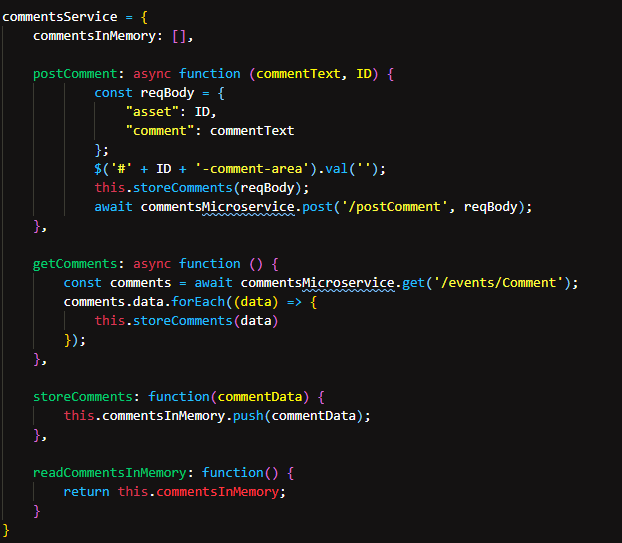 commentsService = {
    commentsInMemory: [],

    postComment: async function (commentText, ID) {
            const reqBody = {
                "asset": ID,
                "comment": commentText
            };
            $('#' + ID + '-comment-area').val('');
            this.storeComments(reqBody);
            await commentsMicroservice.post('/postComment', reqBody);
    },

    getComments: async function () {
        const comments = await commentsMicroservice.get('/events/Comment');
        comments.data.forEach((data) => {
            this.storeComments(data)
        });
    },

    storeComments: function(commentData) {
        this.commentsInMemory.push(commentData);
    },

    readCommentsInMemory: function() {
        return this.commentsInMemory;
    }
}